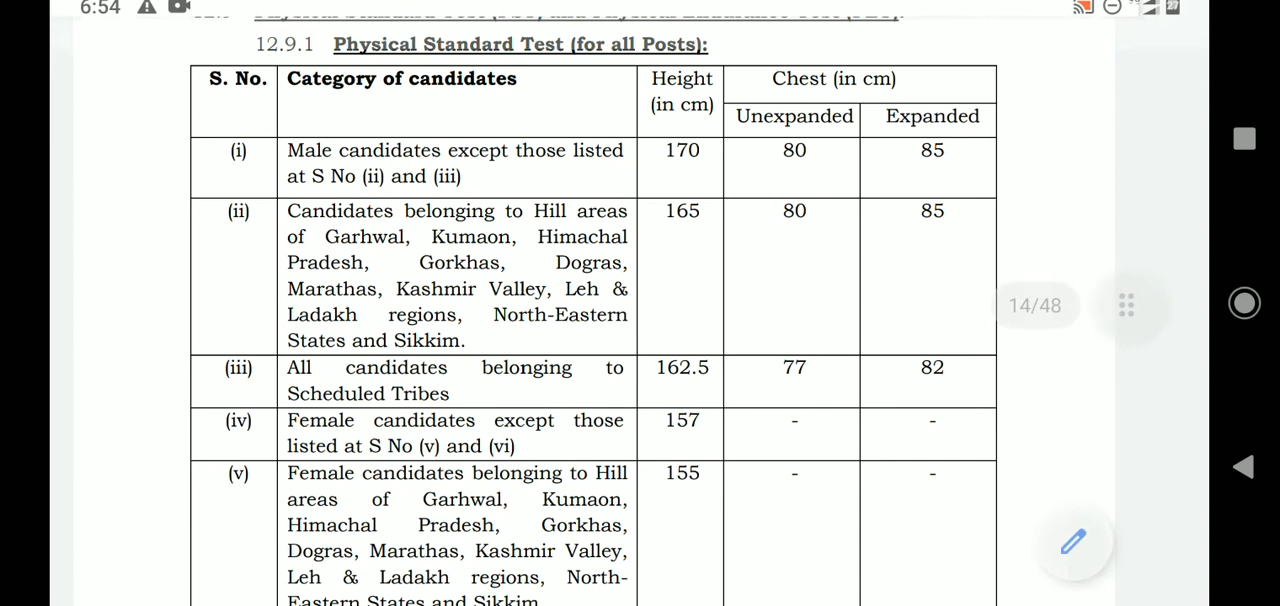 6:54
27
12.9.1 Physical Standard Test (for all Posts):
S. No. Category of candidates Height (in cm) Chest (in cm)
Unexpanded Expanded
(i) Male candidates except those listed 170 80 85
at S No (ii) and (iii)
(ii) Candidates belonging to Hill areas 165 80 85
of Garhwal, Kumaon, Himachal
Pradesh, Gorkhas, Dogras,
Marathas, Kashmir Valley, Leh &
Ladakh regions, North-Eastern
States and Sikkim.
(iii) All candidates belonging to 162.5 77 82
Scheduled Tribes
(iv) Female candidates except those 157 - -
listed at S No (v) and (vi)
(v) Female candidates belonging to Hill 155 - -
areas of Garhwal, Kumaon,
Himachal Pradesh, Gorkhas,
Dogras, Marathas, Kashmir Valley,
Leh & Ladakh regions, North-
Eastern States and Sikkim
14/48